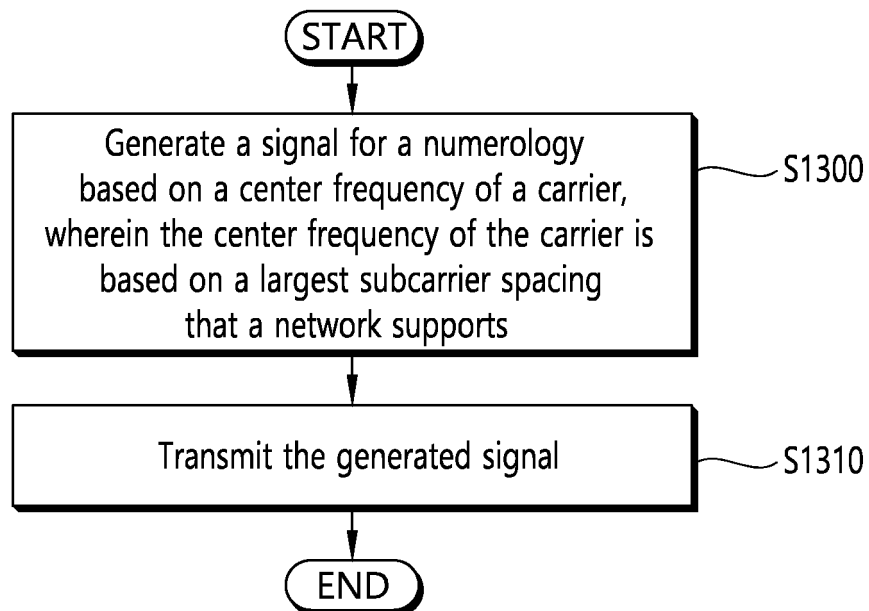 START
Generate a signal for a numerology
based on a center frequency of a carrier,
wherein the center frequency of the carrier is
based on a largest subcarrier spacing
that a network supports
S1300
Transmit the generated signal
S1310
END